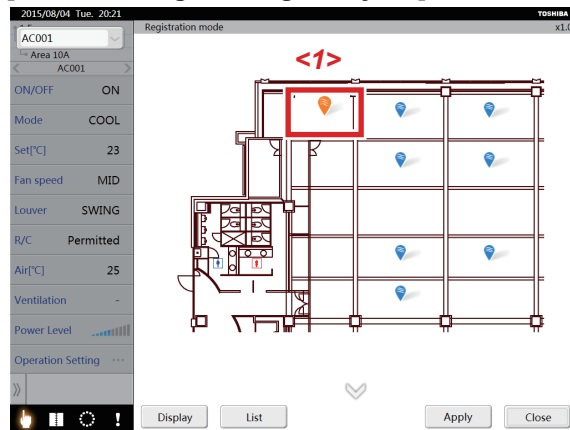 2015/08/04 Tue. 20:21
TOSHIBA
Registration mode
x1.0
AC001
Area 10A
AC001
<1>
ON/OFF ON
Mode COOL
Set[℃] 23
Fan speed MID
Louver SWING
R/C Permitted
Air[℃] 25
Ventilation -
Power Level
Operation Setting ...
Display
List
Apply
Close